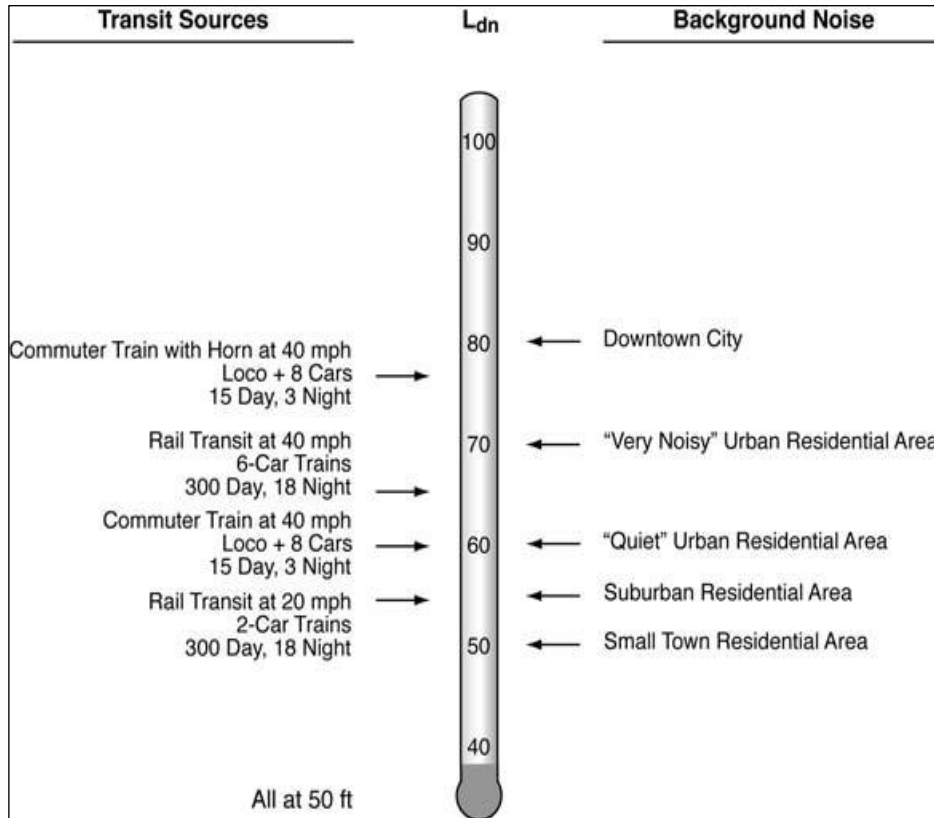 Transit Sources
Ldn
Background Noise
Commuter Train with Horn at 40 mph
Loco + 8 Cars
15 Day, 3 Night
Rail Transit at 40 mph
6-Car Trains
300 Day, 18 Night
Commuter Train at 40 mph
Loco + 8 Cars
15 Day, 3 Night
Rail Transit at 20 mph
2-Car Trains
300 Day, 18 Night
All at 50 ft
100
90
80
70
60
50
40
Downtown City
“Very Noisy” Urban Residential Area
“Quiet” Urban Residential Area
Suburban Residential Area
Small Town Residential Area